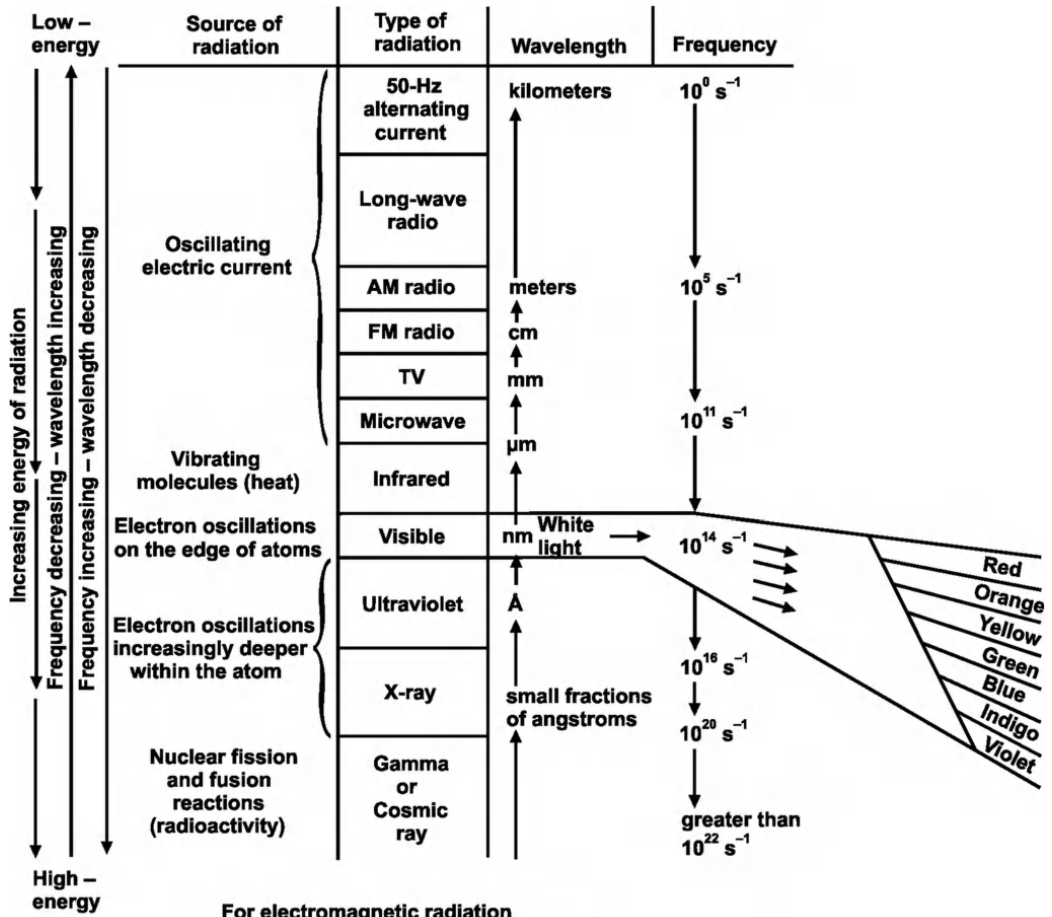 Low –
energy
Source of
radiation
Type of
radiation
Wavelength
Frequency
50-Hz
alternating
current
kilometers
10⁰ s⁻¹
Long-wave
radio
Oscillating
electric current
AM radio
meters
10⁵ s⁻¹
FM radio
cm
TV
mm
Microwave
10¹¹ s⁻¹
µm
Vibrating
molecules (heat)
Infrared
Electron oscillations
on the edge of atoms
Visible
nm
White
light
10¹⁴ s⁻¹
Red
Orange
Yellow
Green
Blue
Indigo
Violet
Ultraviolet
A
Electron oscillations
increasingly deeper
within the atom
10¹⁶ s⁻¹
X-ray
small fractions
of angstroms
10²⁰ s⁻¹
Nuclear fission
and fusion
reactions
(radioactivity)
Gamma
or
Cosmic
ray
greater than
10²² s⁻¹
Increasing energy of radiation
Frequency decreasing – wavelength increasing
Frequency increasing – wavelength decreasing
High –
energy
For electromagnetic radiation